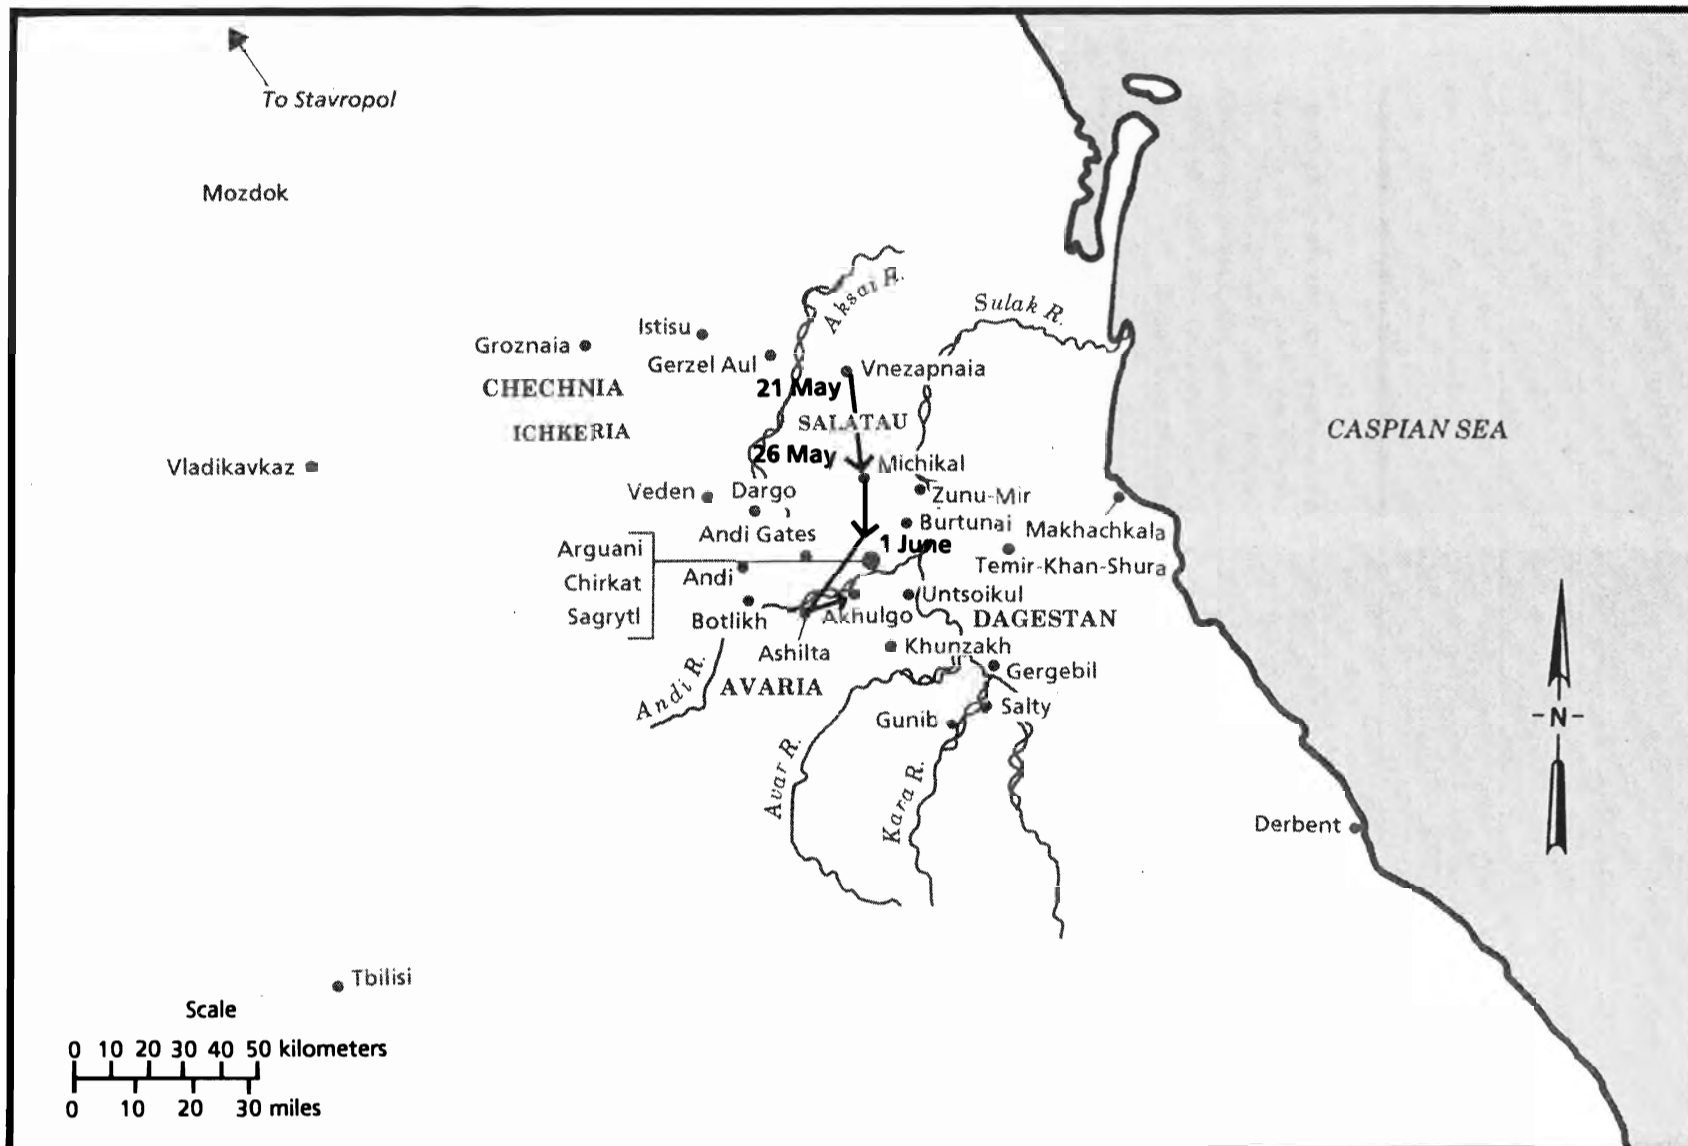 To Stavropol
Mozdok
Aksai R.
Sulak R.
Istisu
Groznaia
Gerzel Aul
Vnezapnaia
CHECHNIA
21 May
SALATAU
ICHKERIA
CASPIAN SEA
26 May
Michikal
Vladikavkaz
Veden
Dargo
Zunu-Mir
Burtunai
Makhachkala
Andi Gates
1 June
Arguani
Temir-Khan-Shura
Andi
Chirkat
Untsoikul
Sagrytl
Botlikh
Akhulgo
DAGESTAN
Ashilta
Khunzakh
Gergebil
Andi R.
AVARIA
Salty
Gunib
N
Avar R.
Kara R.
Derbent
Tbilisi
Scale
0 10 20 30 40 50 kilometers
0 10 20 30 miles